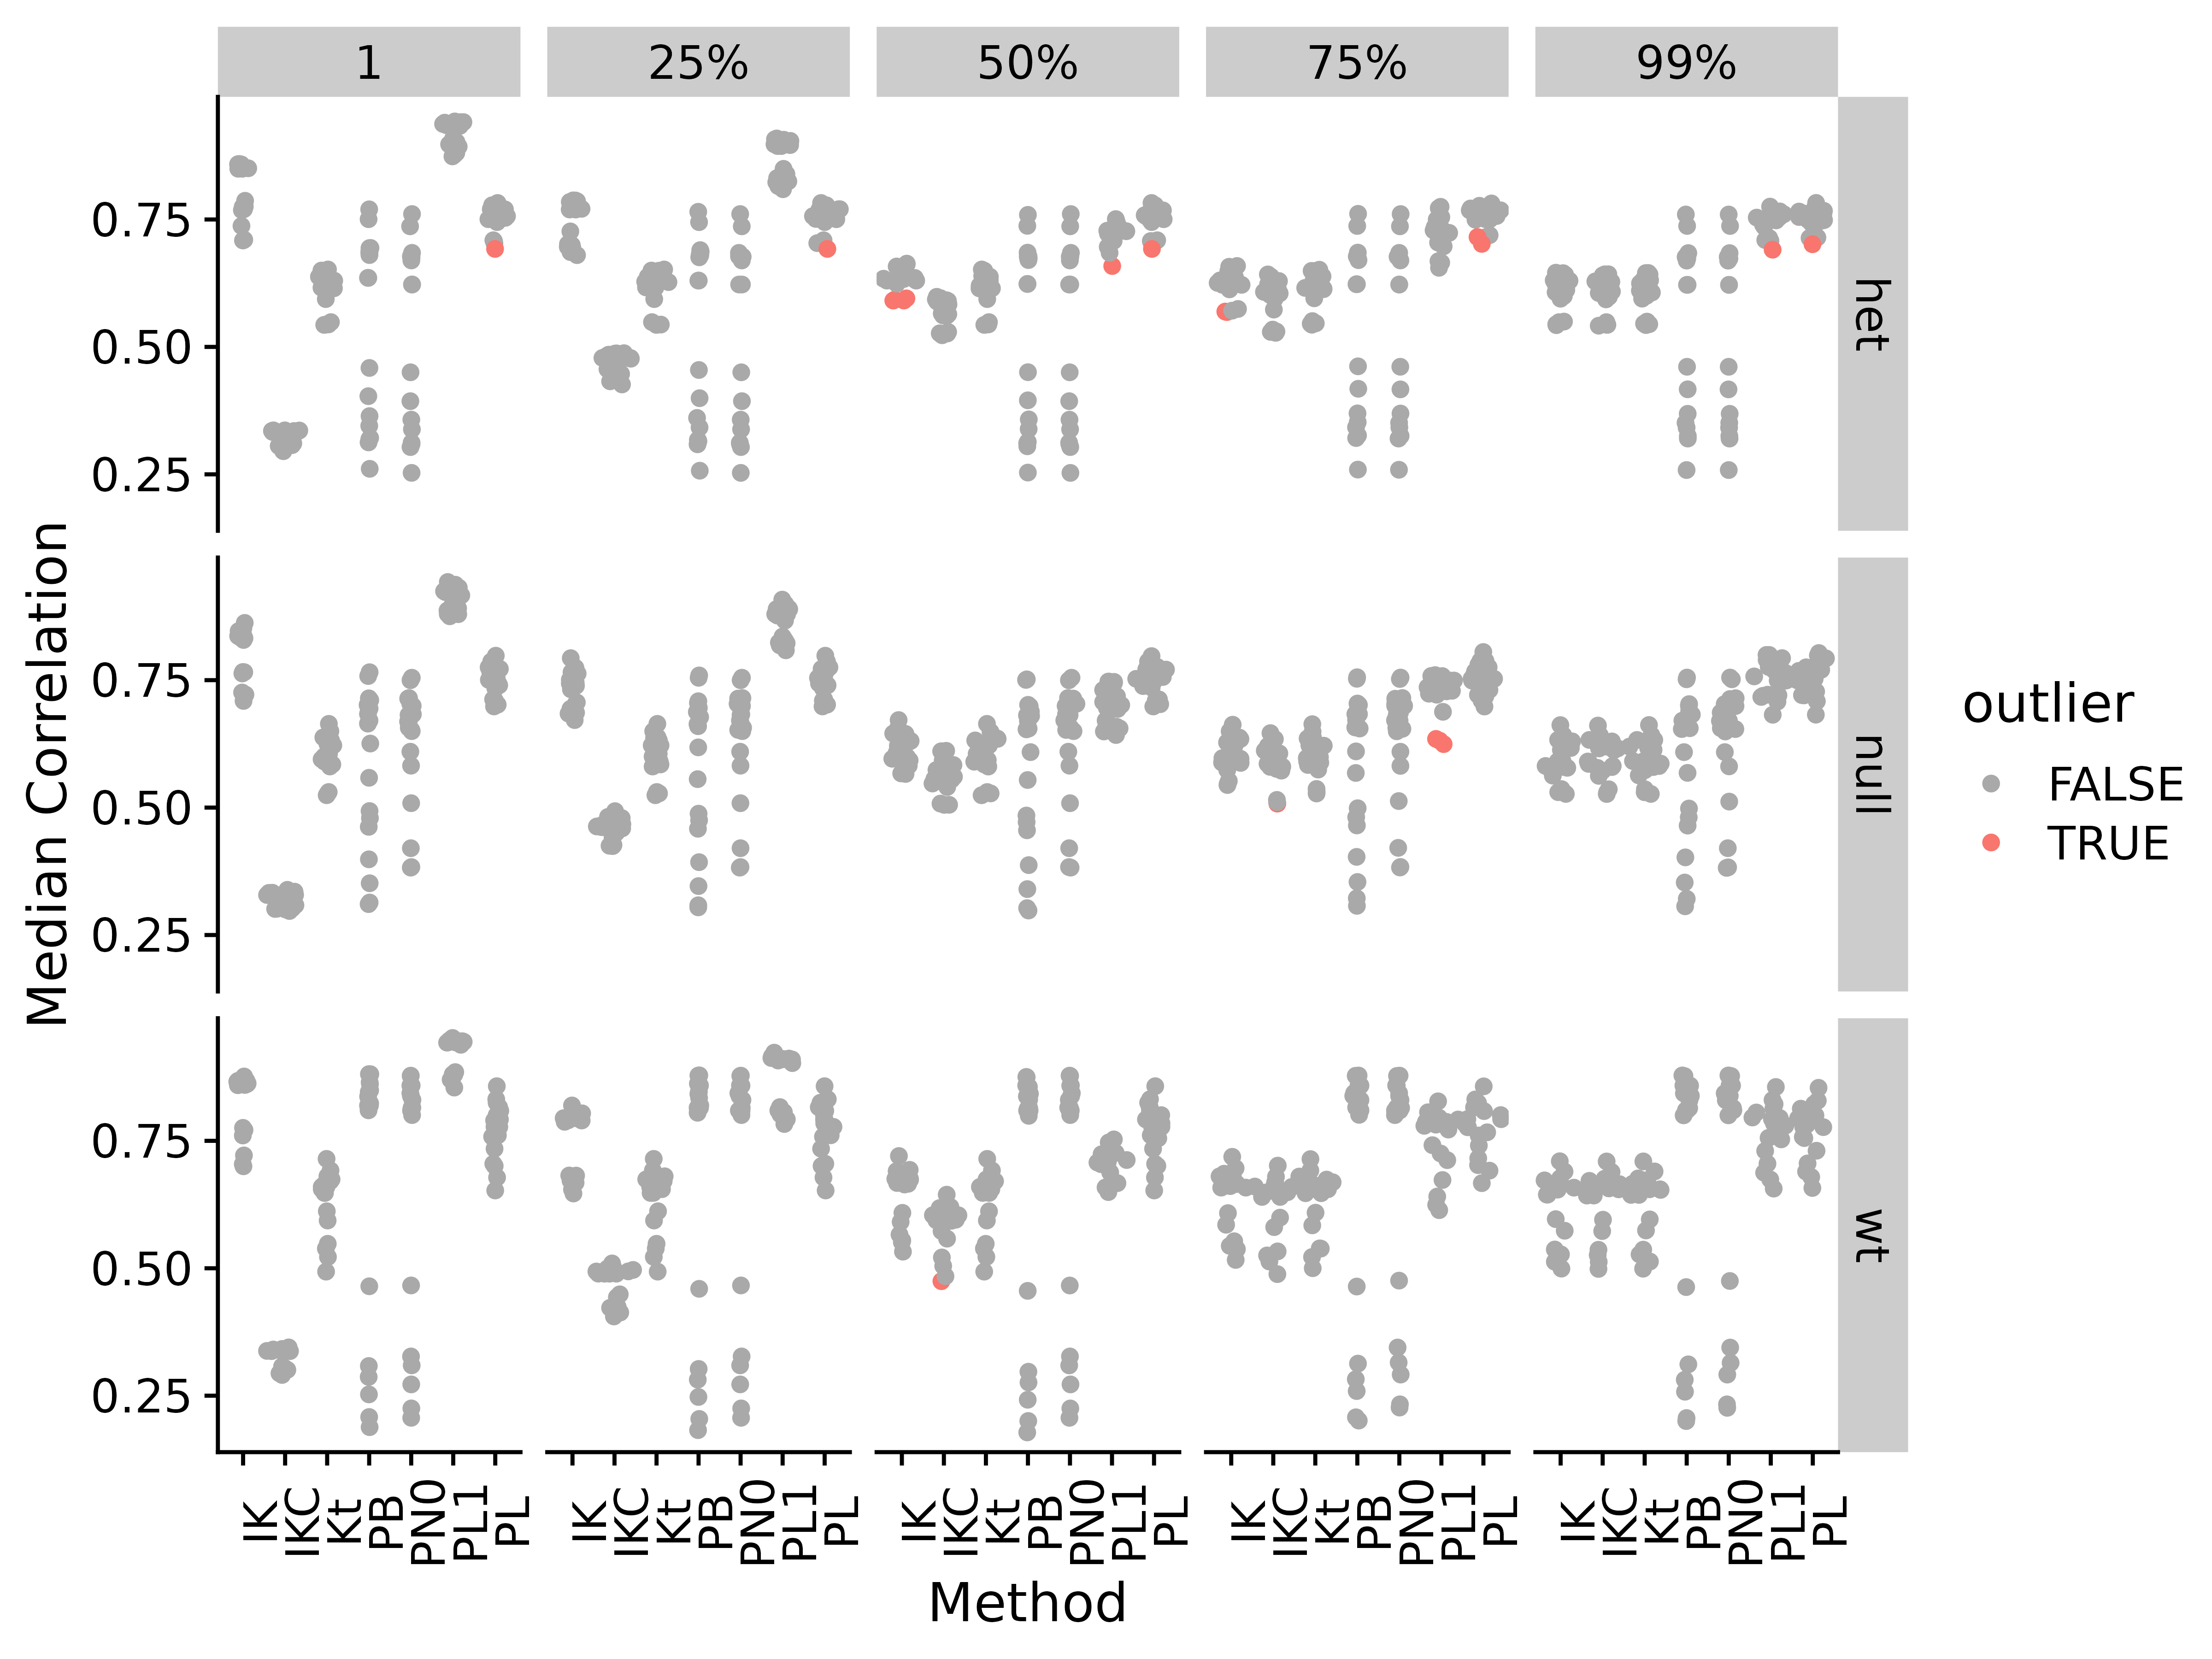 1 25% 50% 75% 99%
Median Correlation
0.75
0.50
0.25
het
0.75
0.50
0.25
null
0.75
0.50
0.25
wt
IK IKC Kt PB PN0 PL1 PL IK IKC Kt PB PN0 PL1 PL IK IKC Kt PB PN0 PL1 PL IK IKC Kt PB PN0 PL1 PL IK IKC Kt PB PN0 PL1 PL
Method
outlier
FALSE
TRUE